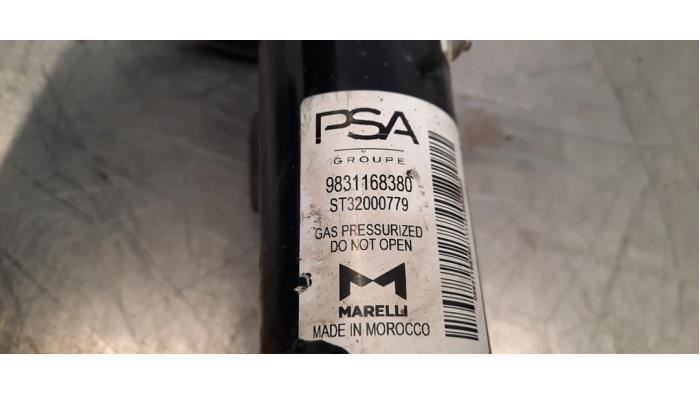 PSA
GROUPE
9831168380
ST32000779
GAS PRESSURIZED
DO NOT OPEN
MARELLI
MADE IN MOROCCO